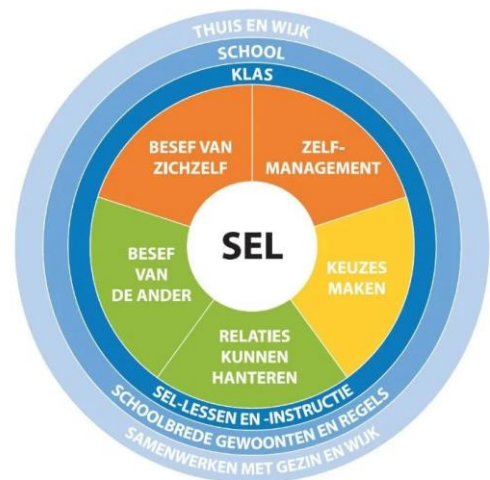 THUIS EN WIJK
SCHOOL
KLAS
BESEF VAN
ZICHZELF
ZELF-
MANAGEMENT
SEL
BESEF
VAN
DE ANDER
KEUZES
MAKEN
RELATIES
KUNNEN
HANTEREN
SEL-LESSEN EN -INSTRUCTIE
SCHOOLBREDE GEWOONTEN EN REGELS
SAMENWERKEN MET GEZIN EN WIJK